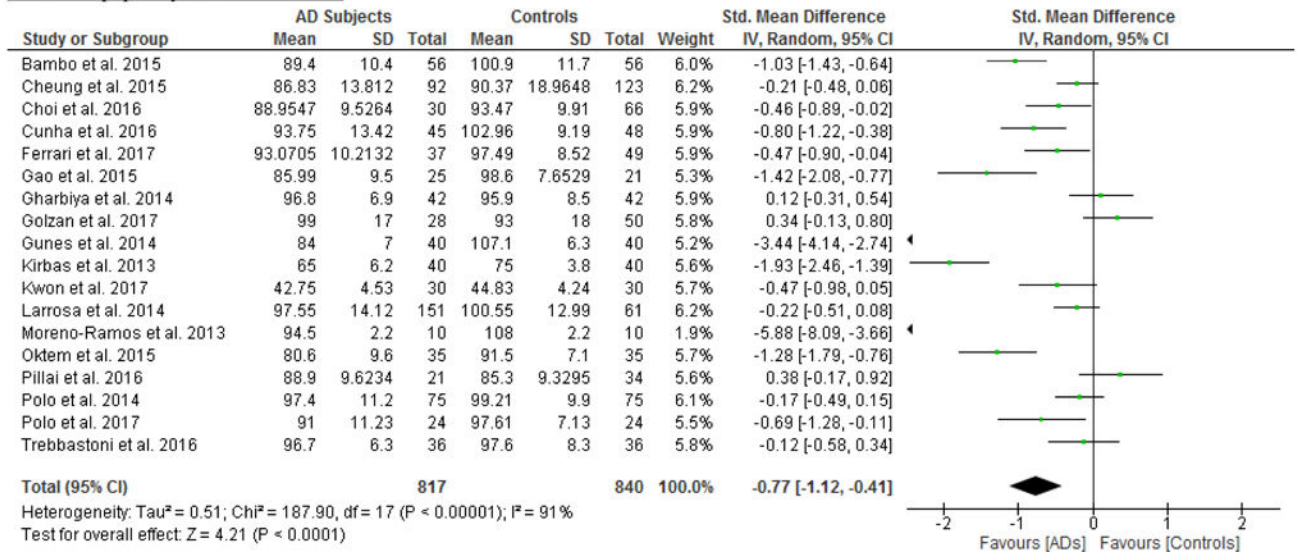 AD Subjects Controls Std. Mean Difference Std. Mean Difference
Study or Subgroup Mean SD Total Mean SD Total Weight IV, Random, 95% CI IV, Random, 95% CI
Bambo et al. 2015 89.4 10.4 56 100.9 11.7 56 6.0% -1.03 [-1.43, -0.64]
Cheung et al. 2015 86.83 13.812 92 90.37 18.9648 123 6.2% -0.21 [-0.48, 0.06]
Choi et al. 2016 88.9547 9.5264 30 93.47 9.91 66 5.9% -0.46 [-0.89, -0.02]
Cunha et al. 2016 93.75 13.42 45 102.96 9.19 48 5.9% -0.80 [-1.22, -0.38]
Ferrari et al. 2017 93.0705 10.2132 37 97.49 8.52 49 5.9% -0.47 [-0.90, -0.04]
Gao et al. 2015 85.99 9.5 25 98.6 7.6529 21 5.3% -1.42 [-2.08, -0.77]
Gharbiya et al. 2014 96.8 6.9 42 95.9 8.5 42 5.9% 0.12 [-0.31, 0.54]
Golzan et al. 2017 99 17 28 93 18 50 5.8% 0.34 [-0.13, 0.80]
Gunes et al. 2014 84 7 40 107.1 6.3 40 5.2% -3.44 [-4.14, -2.74]
Kirbas et al. 2013 65 6.2 40 75 3.8 40 5.6% -1.93 [-2.46, -1.39]
Kwon et al. 2017 42.75 4.53 30 44.83 4.24 30 5.7% -0.47 [-0.98, 0.05]
Larrosa et al. 2014 97.55 14.12 151 100.55 12.99 61 6.2% -0.22 [-0.51, 0.08]
Moreno-Ramos et al. 2013 94.5 2.2 10 108 2.2 10 1.9% -5.88 [-8.09, -3.66]
Oktem et al. 2015 80.6 9.6 35 91.5 7.1 35 5.7% -1.28 [-1.79, -0.76]
Pillai et al. 2016 88.9 9.6234 21 85.3 9.3295 34 5.6% 0.38 [-0.17, 0.92]
Polo et al. 2014 97.4 11.2 75 99.21 9.9 75 6.1% -0.17 [-0.49, 0.15]
Polo et al. 2017 91 11.23 24 97.61 7.13 24 5.5% -0.69 [-1.28, -0.11]
Trebbastoni et al. 2016 96.7 6.3 36 97.6 8.3 36 5.8% -0.12 [-0.58, 0.34]
Total (95% CI) 817 840 100.0% -0.77 [-1.12, -0.41]
Heterogeneity: Tau² = 0.51; Chi² = 187.90, df = 17 (P < 0.00001); I² = 91%
Test for overall effect: Z = 4.21 (P < 0.0001)
-2 -1 0 1 2
Favours [ADs] Favours [Controls]